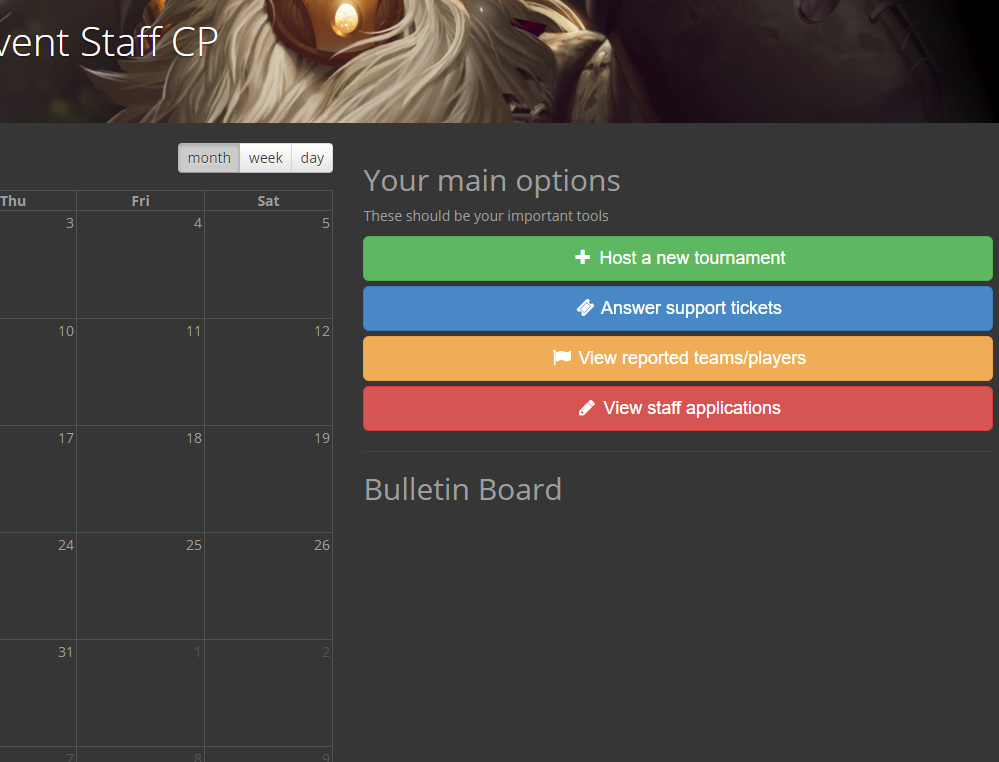 vent Staff CP
month week day
Your main options
These should be your important tools
Thu Fri Sat
3 4 5
Host a new tournament
Answer support tickets
10 11 12
View reported teams/players
View staff applications
17 18 19
Bulletin Board
24 25 26
31 1 2
7 8 9